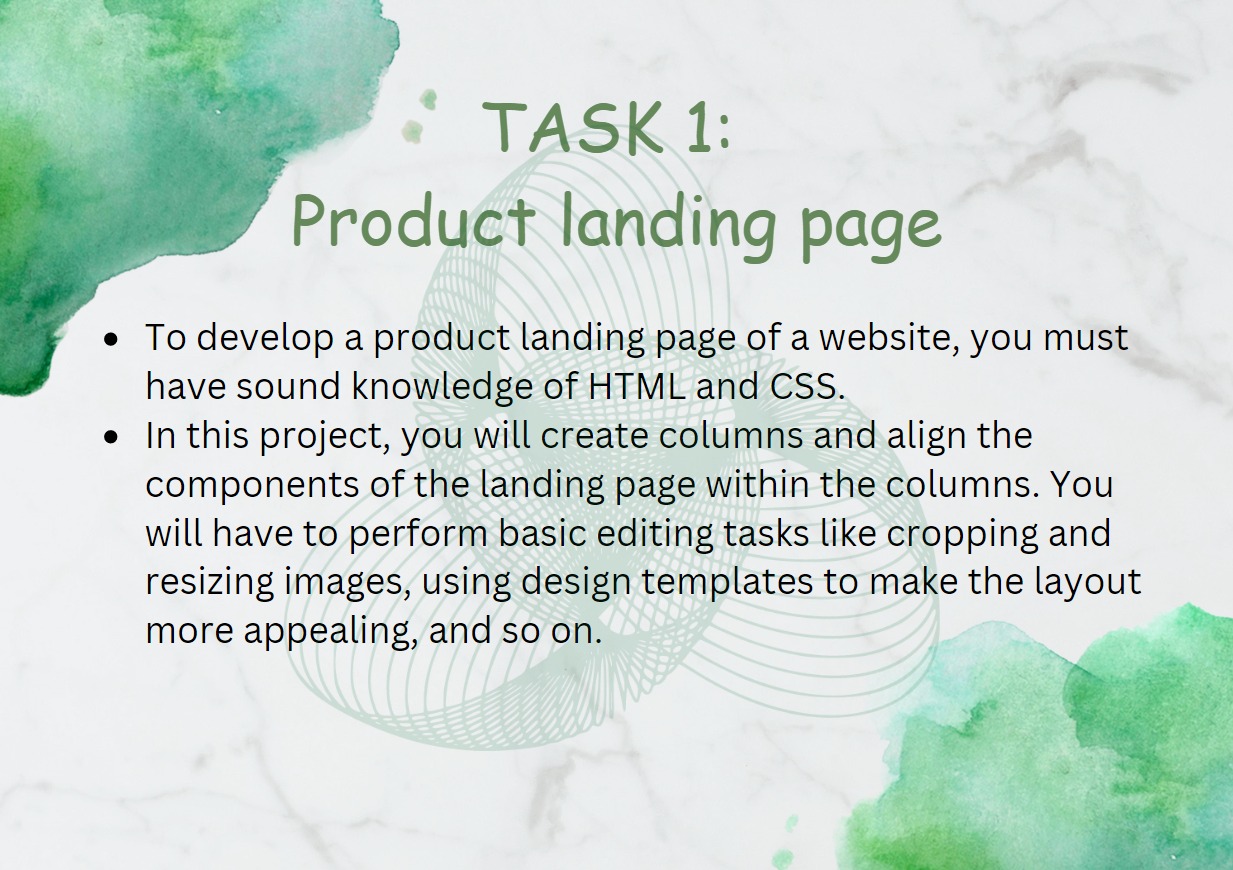 TASK 1:
Product landing page
• To develop a product landing page of a website, you must
have sound knowledge of HTML and CSS.
• In this project, you will create columns and align the
components of the landing page within the columns. You
will have to perform basic editing tasks like cropping and
resizing images, using design templates to make the layout
more appealing, and so on.